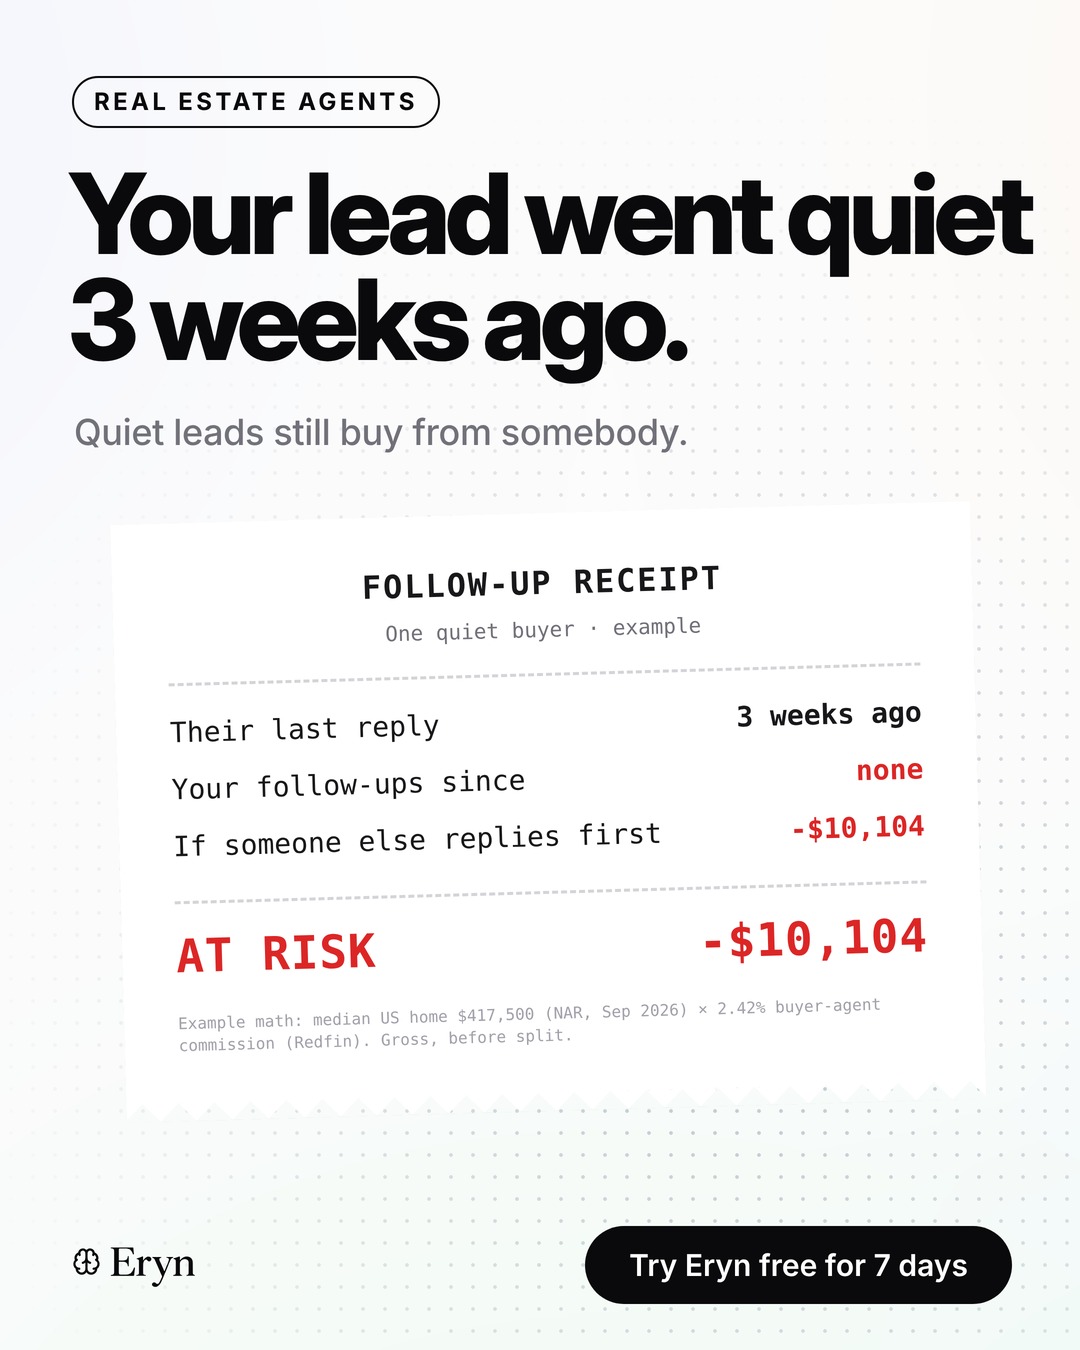 REAL ESTATE AGENTS
Your lead went quiet
3 weeks ago.
Quiet leads still buy from somebody.
FOLLOW-UP RECEIPT
One quiet buyer · example
Their last reply 3 weeks ago
Your follow-ups since none
If someone else replies first -$10,104
AT RISK -$10,104
Example math: median US home $417,500 (NAR, Sep 2026) × 2.42% buyer-agent
commission (Redfin). Gross, before split.
Eryn
Try Eryn free for 7 days